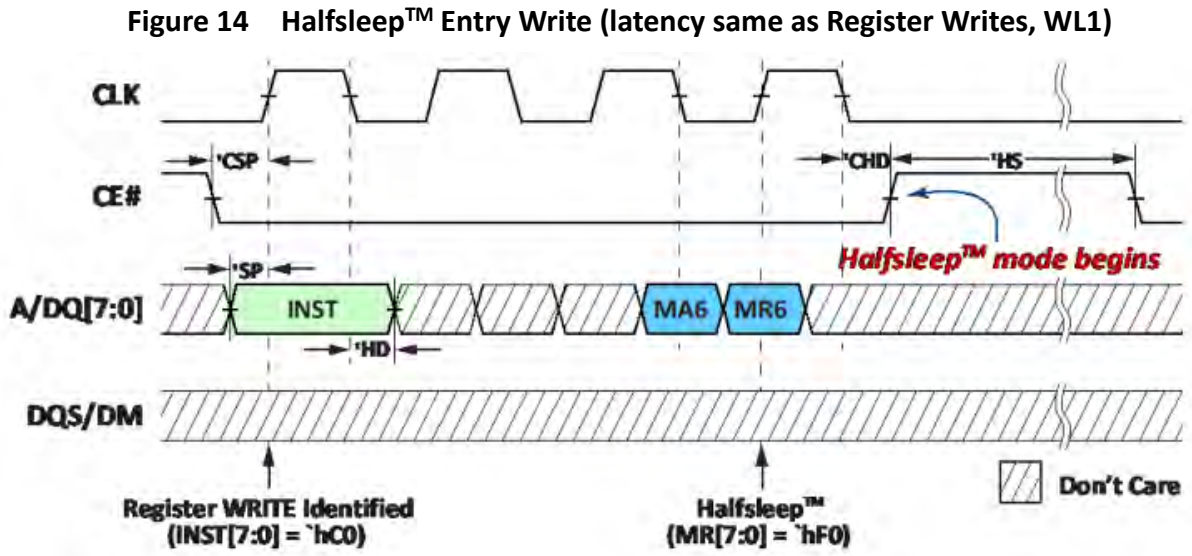 Figure 14 Halfsleep™ Entry Write (latency same as Register Writes, WL1)
CLK
tCSP
tCHD
tHS
CE#
Halfsleep™ mode begins
tSP
A/DQ[7:0]
INST
MA6
MR6
tHD
DQS/DM
Don't Care
Register WRITE Identified
(INST[7:0] = `hC0)
Halfsleep™
(MR[7:0] = `hF0)